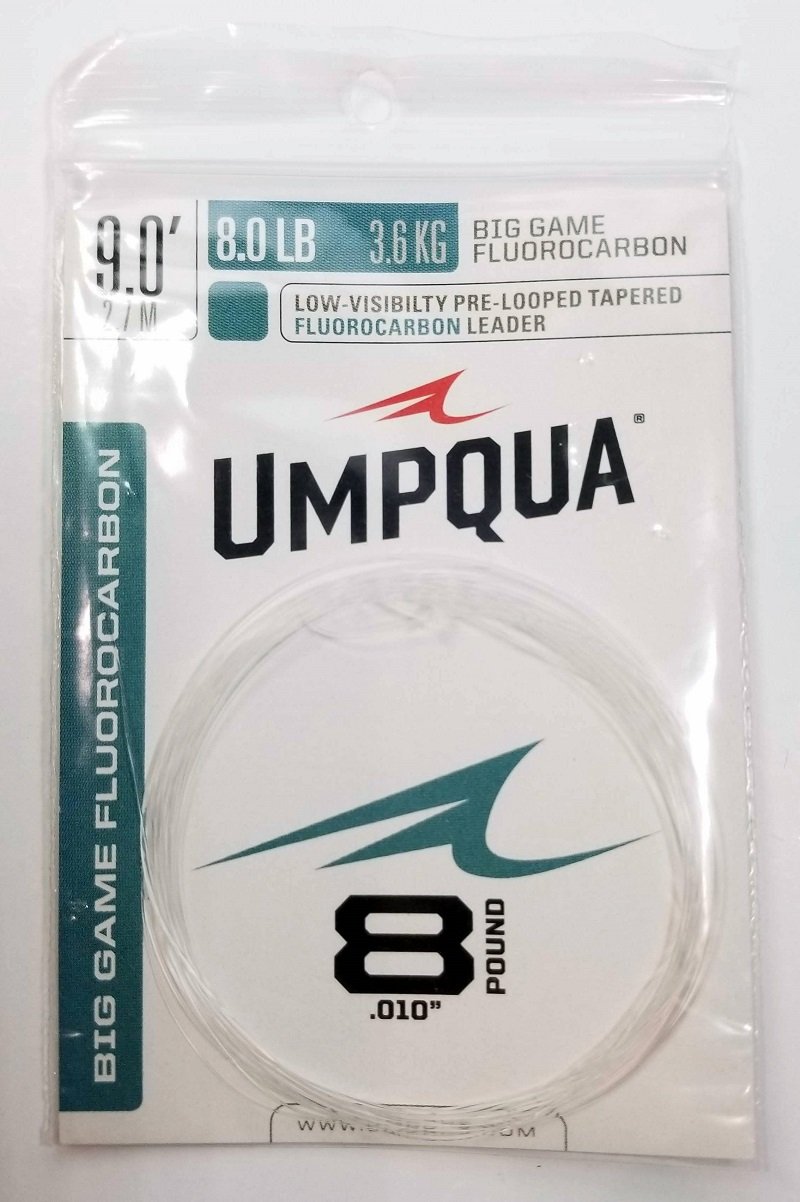 9.0'
2.7 M
8.0 LB 3.6 KG
BIG GAME
FLUOROCARBON
LOW-VISIBILTY PRE-LOOPED TAPERED
FLUOROCARBON LEADER
UMPQUA®
BIG GAME FLUOROCARBON
8 POUND
.010"